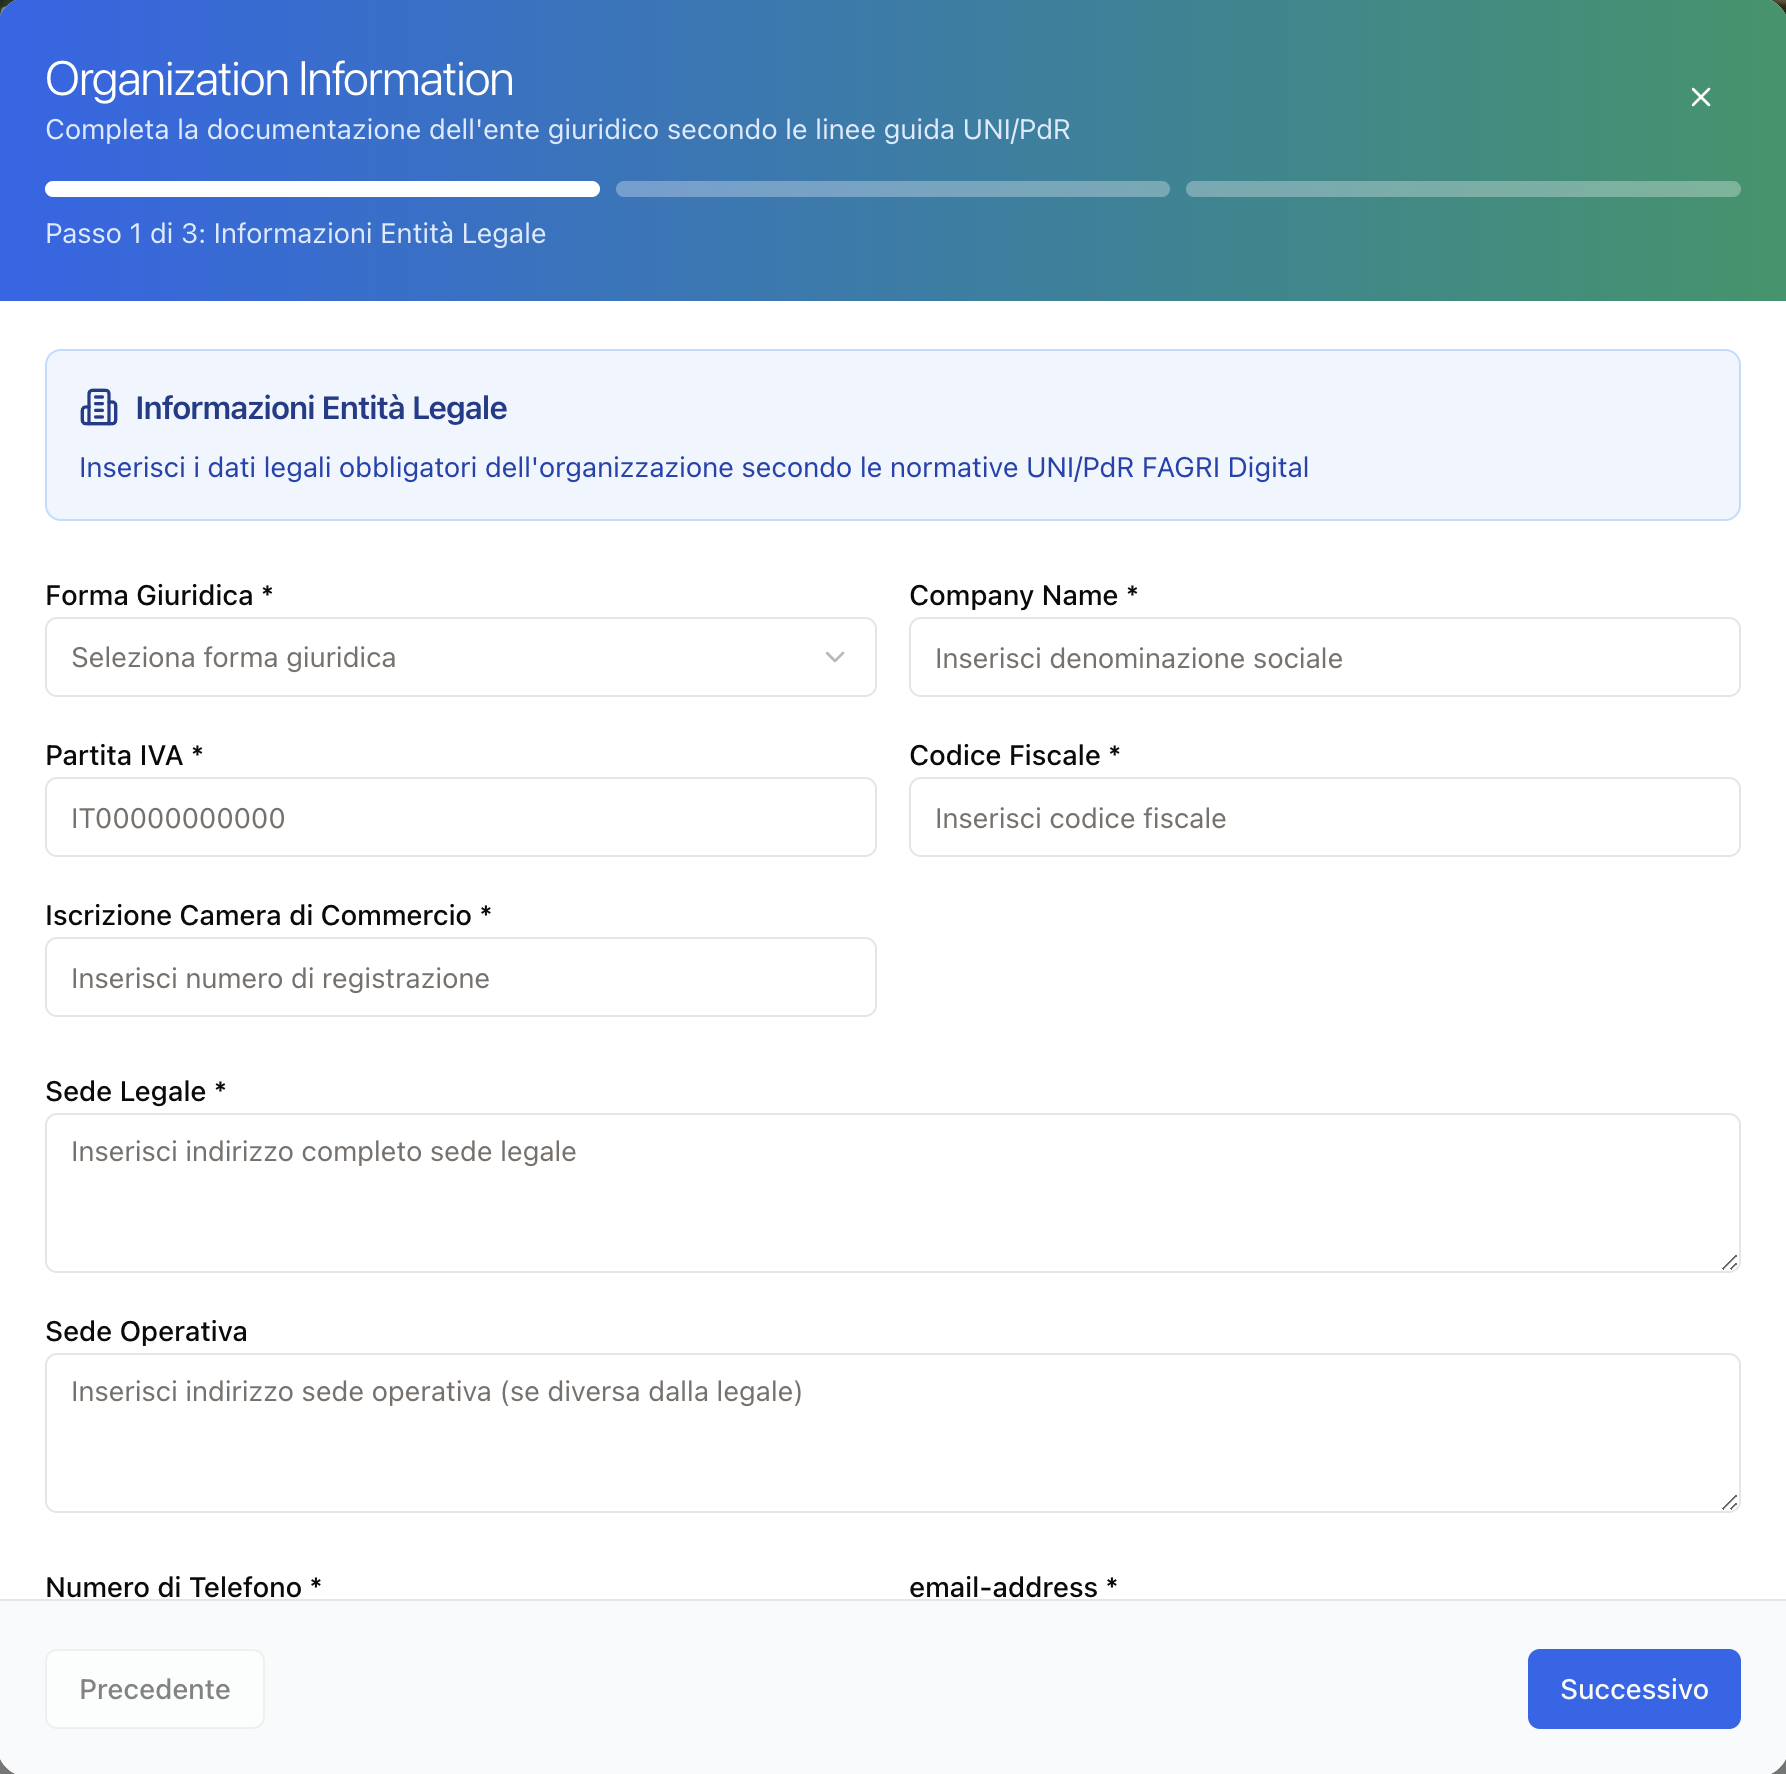 Organization Information
Completa la documentazione dell'ente giuridico secondo le linee guida UNI/PdR
Passo 1 di 3: Informazioni Entità Legale
Informazioni Entità Legale
Inserisci i dati legali obbligatori dell'organizzazione secondo le normative UNI/PdR FAGRI Digital
Forma Giuridica *
Seleziona forma giuridica
Company Name *
Inserisci denominazione sociale
Partita IVA *
IT00000000000
Codice Fiscale *
Inserisci codice fiscale
Iscrizione Camera di Commercio *
Inserisci numero di registrazione
Sede Legale *
Inserisci indirizzo completo sede legale
Sede Operativa
Inserisci indirizzo sede operativa (se diversa dalla legale)
Numero di Telefono *
email-address *
Precedente
Successivo